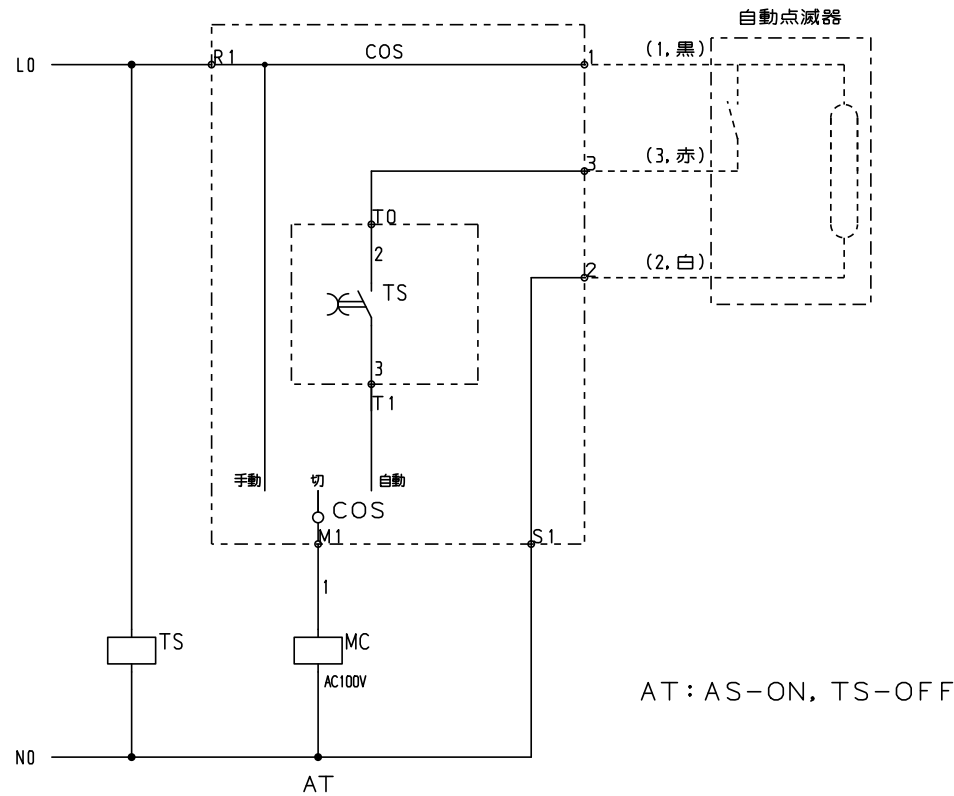 自動点滅器
COS
R1
1
(1,黒)
L0
3
(3,赤)
T0
2
2
(2,白)
TS
3
T1
手動
切
自動
COS
M1
S1
1
TS
MC
AC100V
AT:AS-ON, TS-OFF
N0
AT